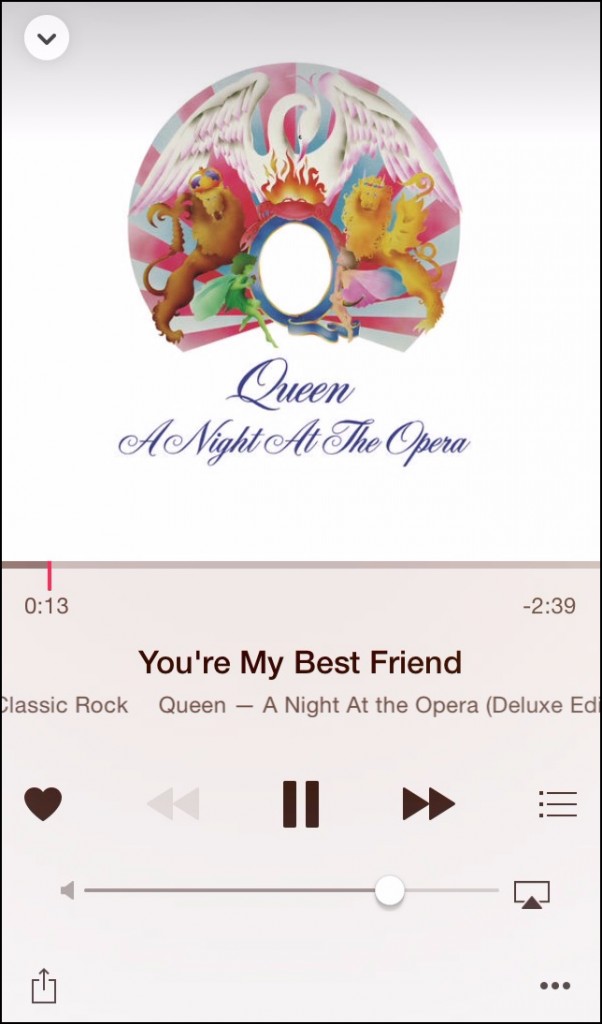 Queen
A Night At The Opera
0:13 -2:39
You're My Best Friend
Classic Rock Queen — A Night At the Opera (Deluxe Edi